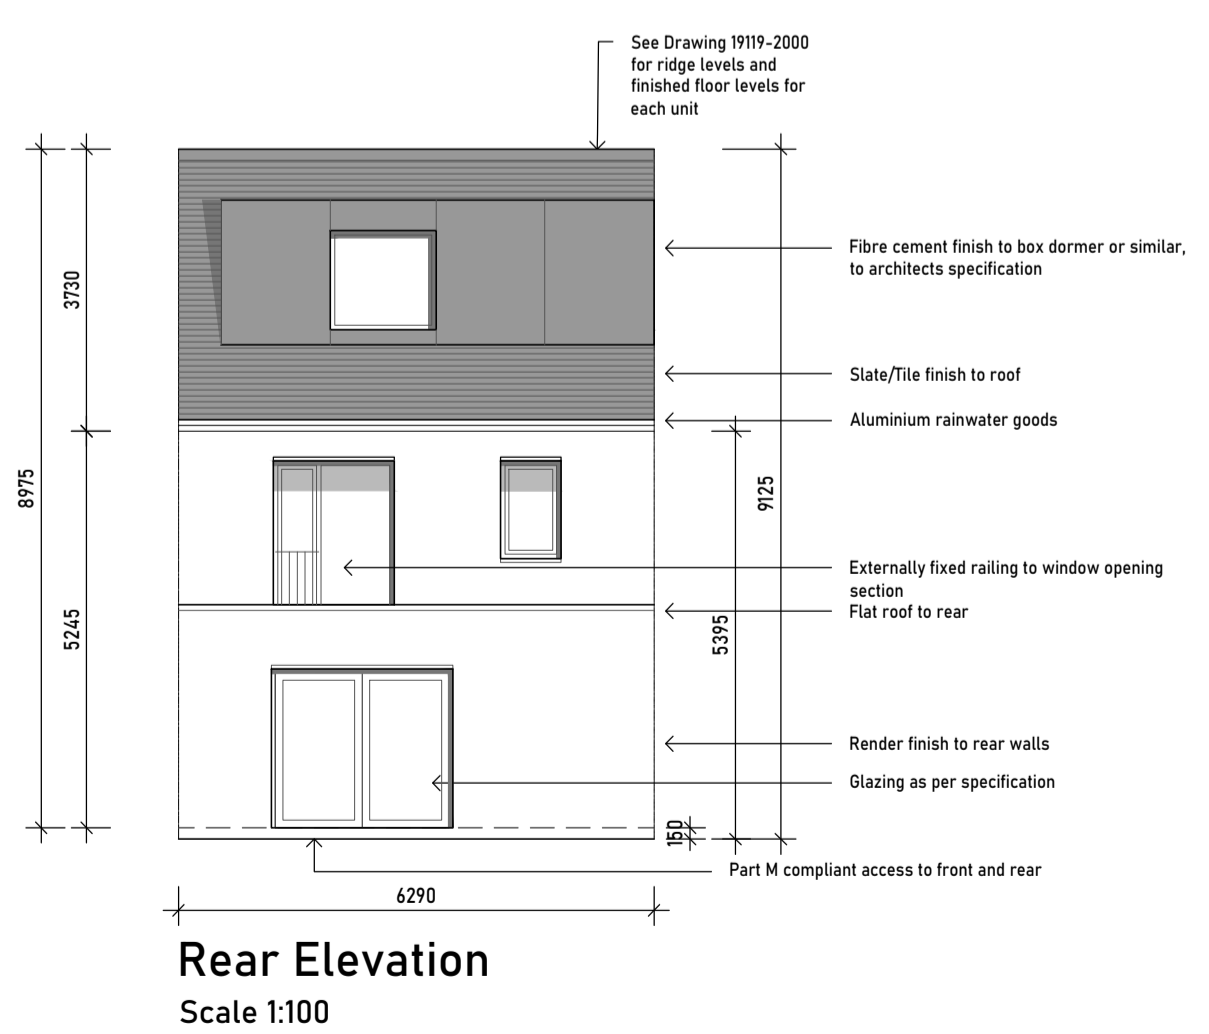 See Drawing 19119-2000
for ridge levels and
finished floor levels for
each unit
Fibre cement finish to box dormer or similar,
to architects specification
3730
Slate/Tile finish to roof
Aluminium rainwater goods
8975
9125
Externally fixed railing to window opening
section
Flat roof to rear
5245
5395
Render finish to rear walls
Glazing as per specification
150
Part M compliant access to front and rear
6290
Rear Elevation
Scale 1:100